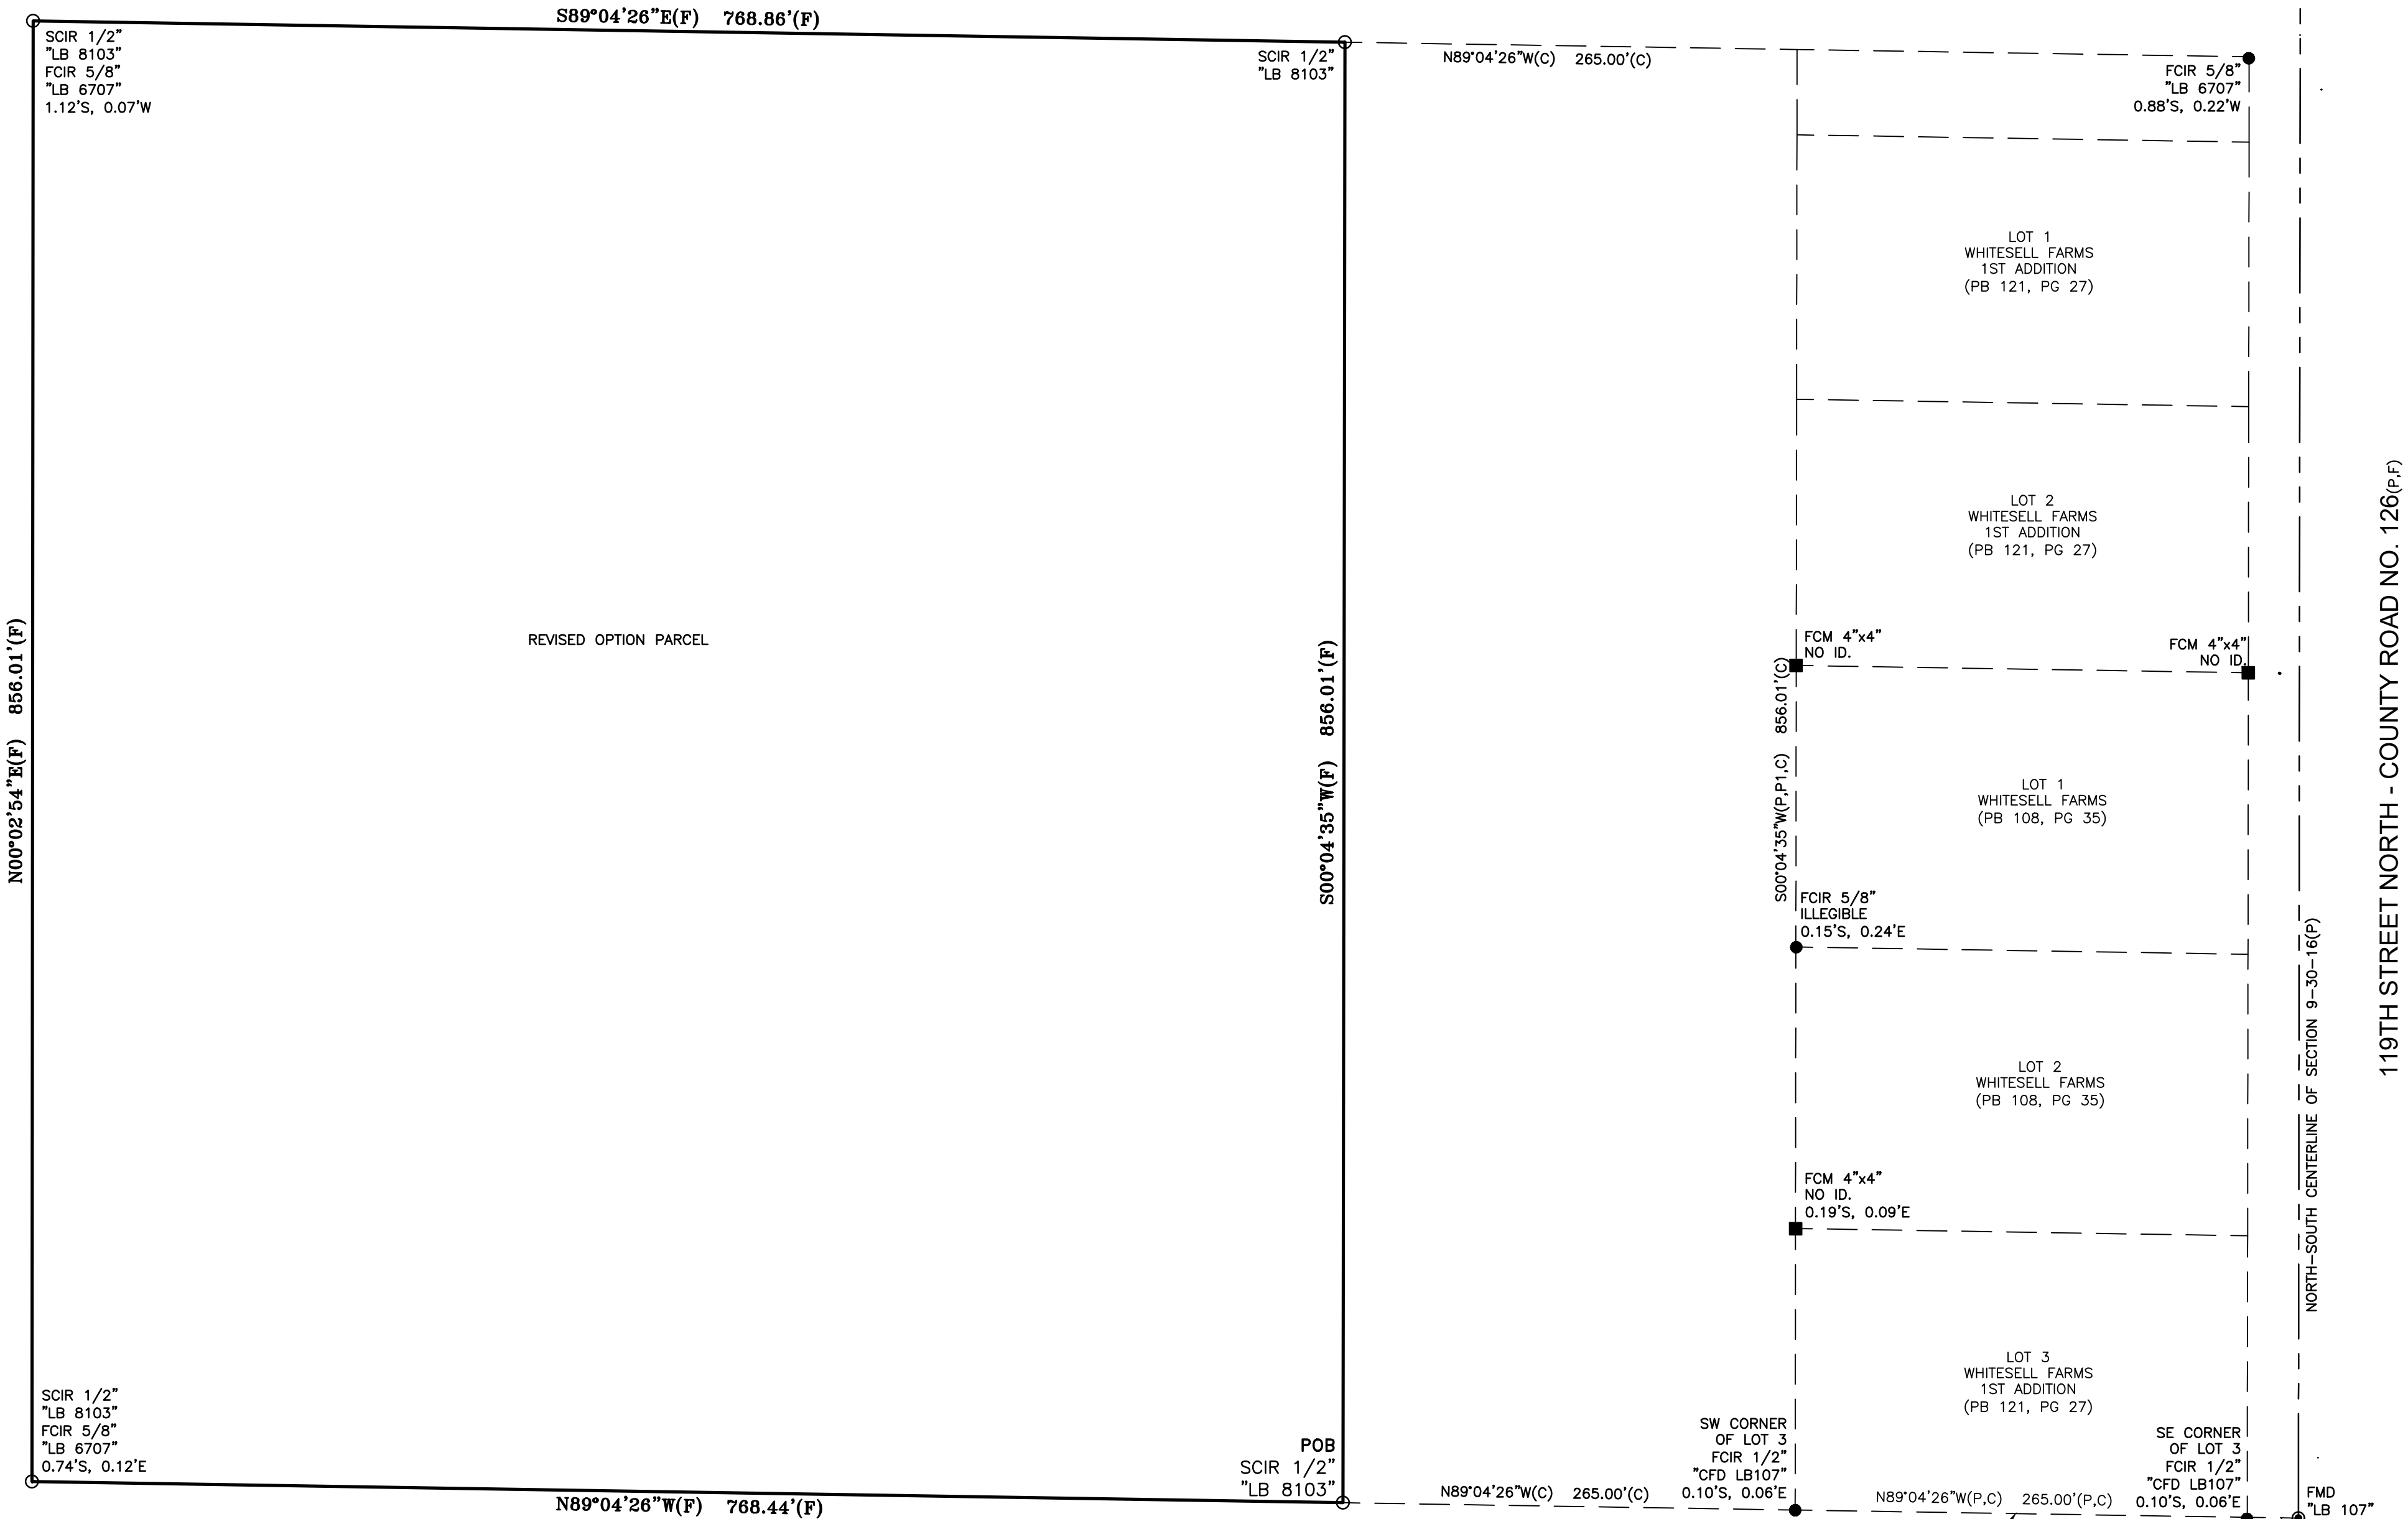 S89°04'26"E(F) 768.86'(F)
SCIR 1/2"
"LB 8103"
FCIR 5/8"
"LB 6707"
1.12'S, 0.07'W
SCIR 1/2"
"LB 8103"
N89°04'26"W(C) 265.00'(C)
FCIR 5/8"
"LB 6707"
0.88'S, 0.22'W
LOT 1
WHITESELL FARMS
1ST ADDITION
(PB 121, PG 27)
LOT 2
WHITESELL FARMS
1ST ADDITION
(PB 121, PG 27)
N00°02'54"E(F) 856.01'(F)
REVISED OPTION PARCEL
S00°04'35"W(F) 856.01'(F)
S00°04'35"W(P,P1,C) 856.01'(C)
FCM 4"x4"
NO ID.
FCM 4"x4"
NO ID.
119TH STREET NORTH - COUNTY ROAD NO. 126(P,F)
LOT 1
WHITESELL FARMS
(PB 108, PG 35)
FCIR 5/8"
ILLEGIBLE
0.15'S, 0.24'E
LOT 2
WHITESELL FARMS
(PB 108, PG 35)
NORTH-SOUTH CENTERLINE OF SECTION 9-30-16(P)
FCM 4"x4"
NO ID.
0.19'S, 0.09'E
LOT 3
WHITESELL FARMS
1ST ADDITION
(PB 121, PG 27)
SCIR 1/2"
"LB 8103"
FCIR 5/8"
"LB 6707"
0.74'S, 0.12'E
N89°04'26"W(F) 768.44'(F)
POB
SCIR 1/2"
"LB 8103"
N89°04'26"W(C) 265.00'(C)
SW CORNER
OF LOT 3
FCIR 1/2"
"CFD LB107"
0.10'S, 0.06'E
N89°04'26"W(P,C) 265.00'(P,C)
SE CORNER
OF LOT 3
FCIR 1/2"
"CFD LB107"
0.10'S, 0.06'E
FMD
"LB 107"